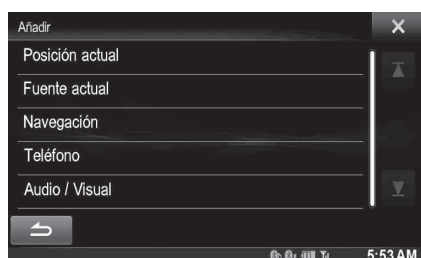 Añadir
Posición actual
Fuente actual
Navegación
Teléfono
Audio / Visual
5:53 AM